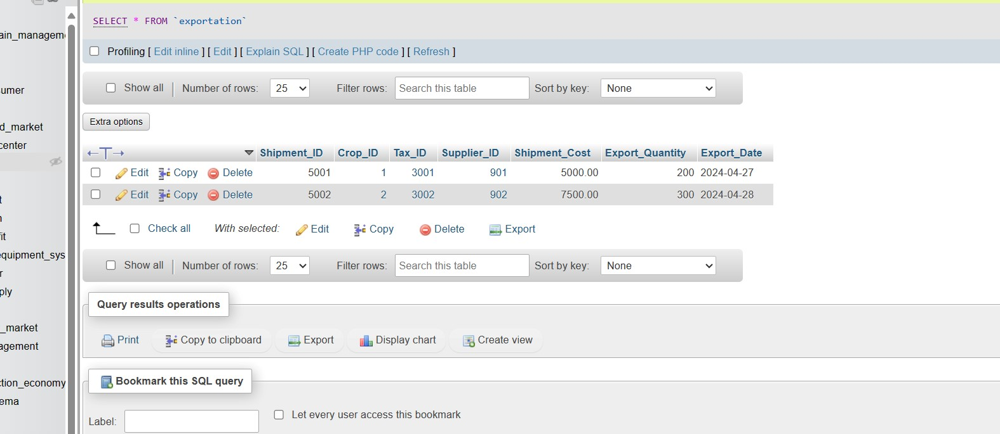 SELECT * FROM `exportation`
Profiling [ Edit inline ] [ Edit ] [ Explain SQL ] [ Create PHP code ] [ Refresh ]
Show all Number of rows: 25 Filter rows: Search this table Sort by key: None
Extra options
←T→ Shipment_ID Crop_ID Tax_ID Supplier_ID Shipment_Cost Export_Quantity Export_Date
Edit Copy Delete 5001 1 3001 901 5000.00 200 2024-04-27
Edit Copy Delete 5002 2 3002 902 7500.00 300 2024-04-28
Check all With selected: Edit Copy Delete Export
Show all Number of rows: 25 Filter rows: Search this table Sort by key: None
Query results operations
Print Copy to clipboard Export Display chart Create view
Bookmark this SQL query
Label: Let every user access this bookmark
ain_managem
umer
d_market
center
t
n
fit
equipment_sys
r
ply
_market
agement
ction_economy
ema